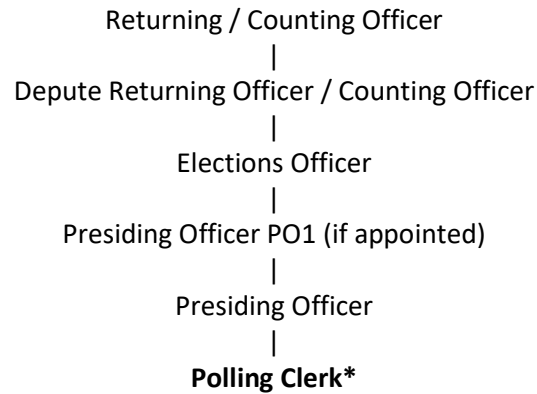 Returning / Counting Officer
|
Depute Returning Officer / Counting Officer
|
Elections Officer
|
Presiding Officer PO1 (if appointed)
|
Presiding Officer
|
Polling Clerk*